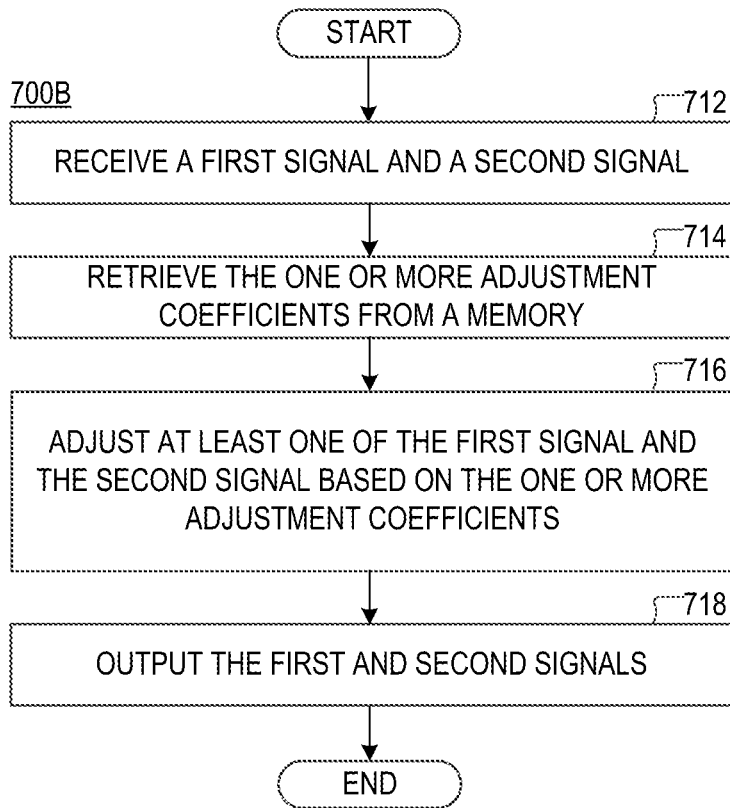 START
700B
712
RECEIVE A FIRST SIGNAL AND A SECOND SIGNAL
714
RETRIEVE THE ONE OR MORE ADJUSTMENT
COEFFICIENTS FROM A MEMORY
716
ADJUST AT LEAST ONE OF THE FIRST SIGNAL AND
THE SECOND SIGNAL BASED ON THE ONE OR MORE
ADJUSTMENT COEFFICIENTS
718
OUTPUT THE FIRST AND SECOND SIGNALS
END